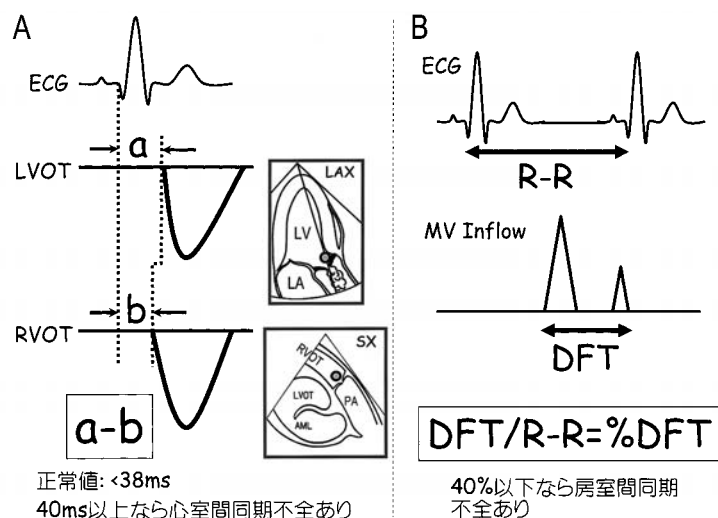 A
ECG
a
LVOT
LAX
LV
LA
b
RVOT
SX
RVOT
LVOT
PA
AML
a-b
正常値: <38ms
40ms以上なら心室間同期不全あり
B
ECG
R-R
MV Inflow
DFT
DFT/R-R=%DFT
40%以下なら房室間同期
不全あり